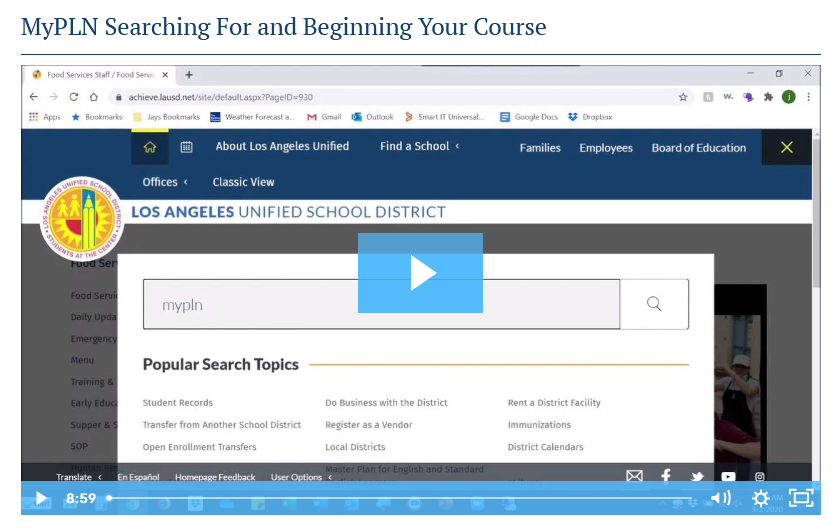 MyPLN Searching For and Beginning Your Course
Food Services Staff / Food Servi
achieve.lausd.net/site/default.aspx?PageID=930
Apps Bookmarks Jays Bookmarks Weather Forecast a... Gmail Outlook Smart IT Universal... Google Docs Dropbox
About Los Angeles Unified Find a School Families Employees Board of Education
Offices Classic View
LOS ANGELES UNIFIED SCHOOL DISTRICT
LOS ANGELES UNIFIED SCHOOL DISTRICT
STUDENTS AT THE CENTER
Food Ser
Food Servi
Daily Upda
Emergency
Menu
Training &
Early Educ
Supper & S
SOP
mypln
Popular Search Topics
Student Records Do Business with the District Rent a District Facility
Transfer from Another School District Register as a Vendor Immunizations
Open Enrollment Transfers Local Districts District Calendars
Master Plan for English and Standard
Translate En Español Homepage Feedback User Options
8:59